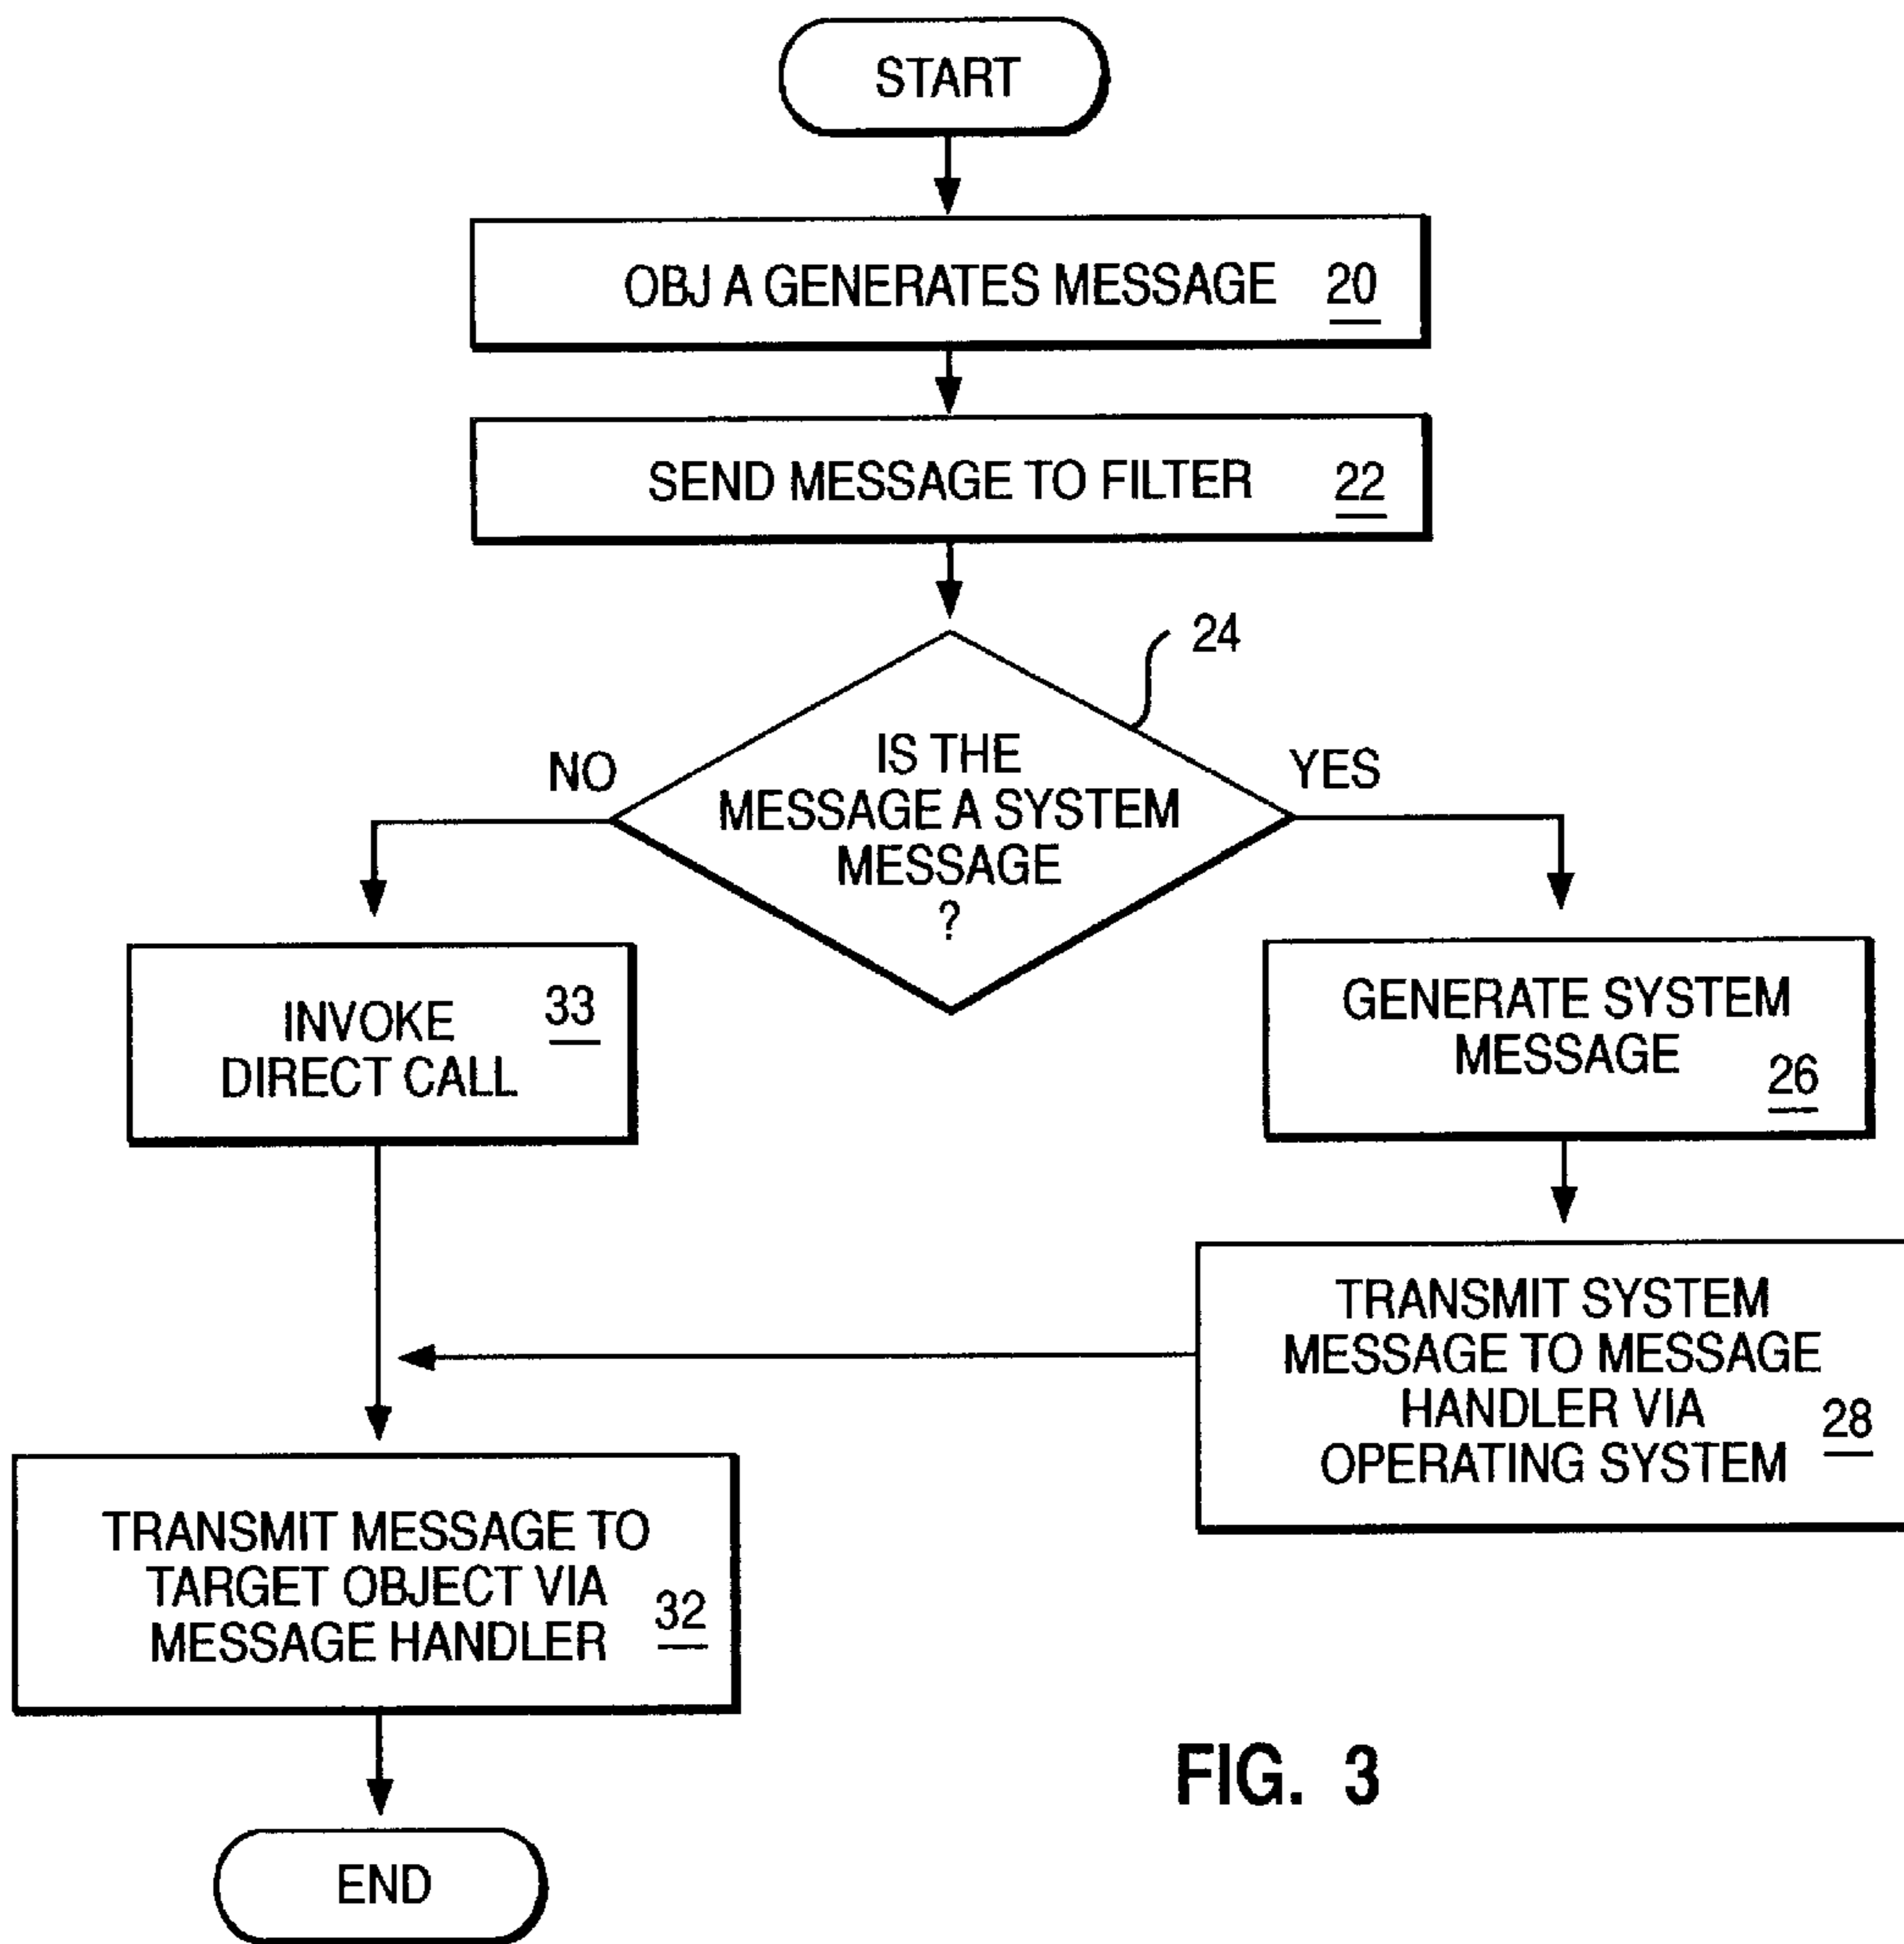 START
OBJ A GENERATES MESSAGE 20
SEND MESSAGE TO FILTER 22
24
IS THE
MESSAGE A SYSTEM
MESSAGE
?
NO
YES
INVOKE
DIRECT CALL
33
GENERATE SYSTEM
MESSAGE
26
TRANSMIT SYSTEM
MESSAGE TO MESSAGE
HANDLER VIA
OPERATING SYSTEM
28
TRANSMIT MESSAGE TO
TARGET OBJECT VIA
MESSAGE HANDLER
32
END
FIG. 3